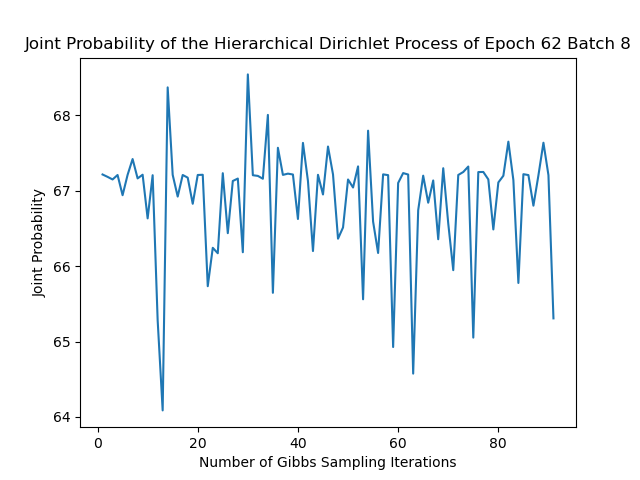 Joint Probability of the Hierarchical Dirichlet Process of Epoch 62 Batch 8
68
67
66
65
64
Joint Probability
0 20 40 60 80
Number of Gibbs Sampling Iterations